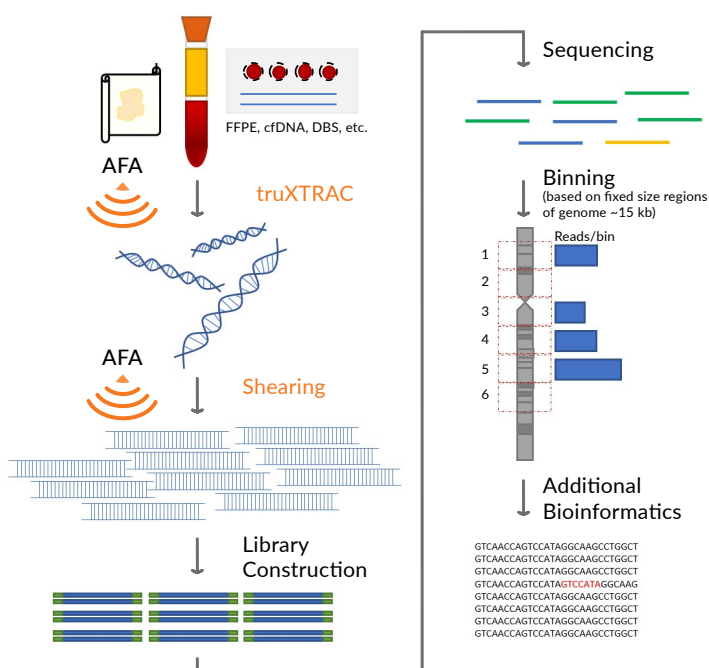 FFPE, cfDNA, DBS, etc.
AFA
truXTRAC
AFA
Shearing
Library
Construction
Sequencing
Binning
(based on fixed size regions
of genome ~15 kb)
Reads/bin
1
2
3
4
5
6
Additional
Bioinformatics
GTCAACCAGTCCATAGGCAAGCCTGGCT
GTCAACCAGTCCATAGGCAAGCCTGGCT
GTCAACCAGTCCATAGGCAAGCCTGGCT
GTCAACCAGTCCATAGTCCATAGGCAAG
GTCAACCAGTCCATAGGCAAGCCTGGCT
GTCAACCAGTCCATAGGCAAGCCTGGCT
GTCAACCAGTCCATAGGCAAGCCTGGCT
GTCAACCAGTCCATAGGCAAGCCTGGCT